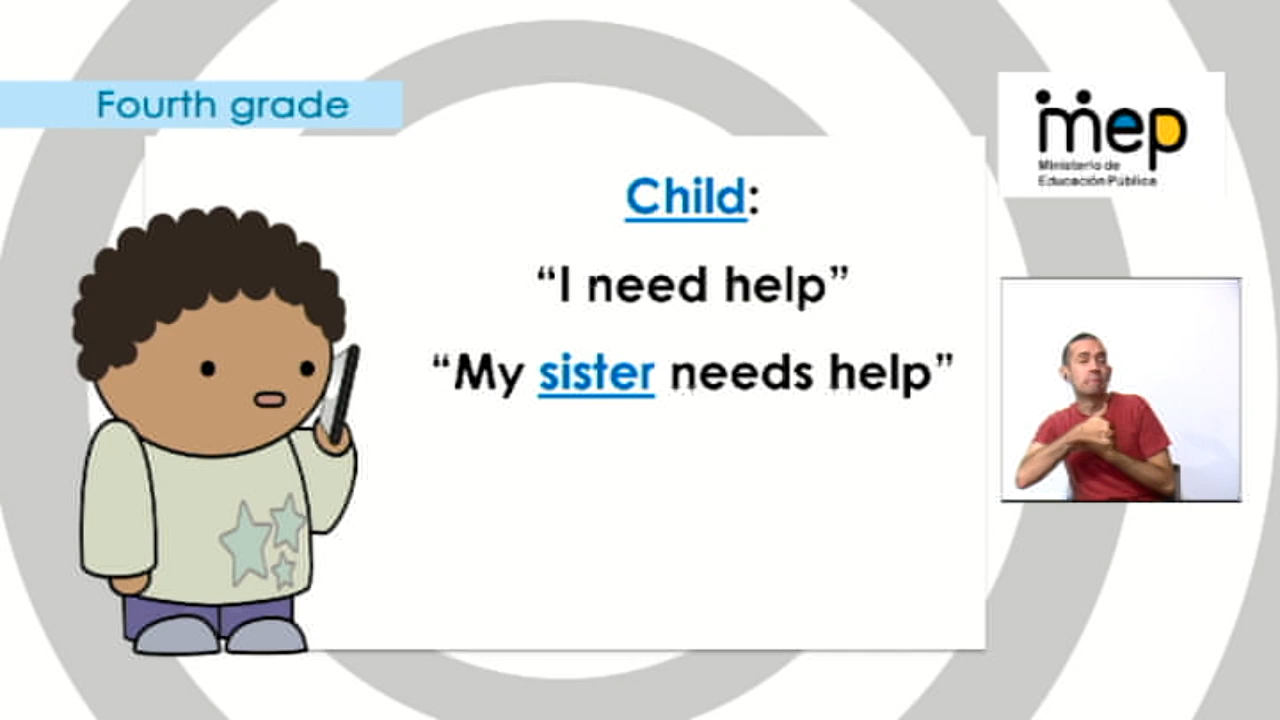 Fourth grade
mep
Ministerio de
Educación Pública
Child:
“I need help”
“My sister needs help”